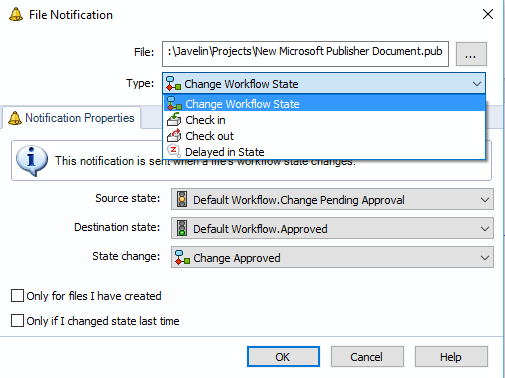 File Notification
File: :\Javelin\Projects\New Microsoft Publisher Document.pub ...
Type: Change Workflow State
Change Workflow State
Check in
Check out
Delayed in State
Notification Properties
This notification is sent when a file's workflow state changes.
Source state: Default Workflow.Change Pending Approval
Destination state: Default Workflow.Approved
State change: Change Approved
Only for files I have created
Only if I changed state last time
OK Cancel Help